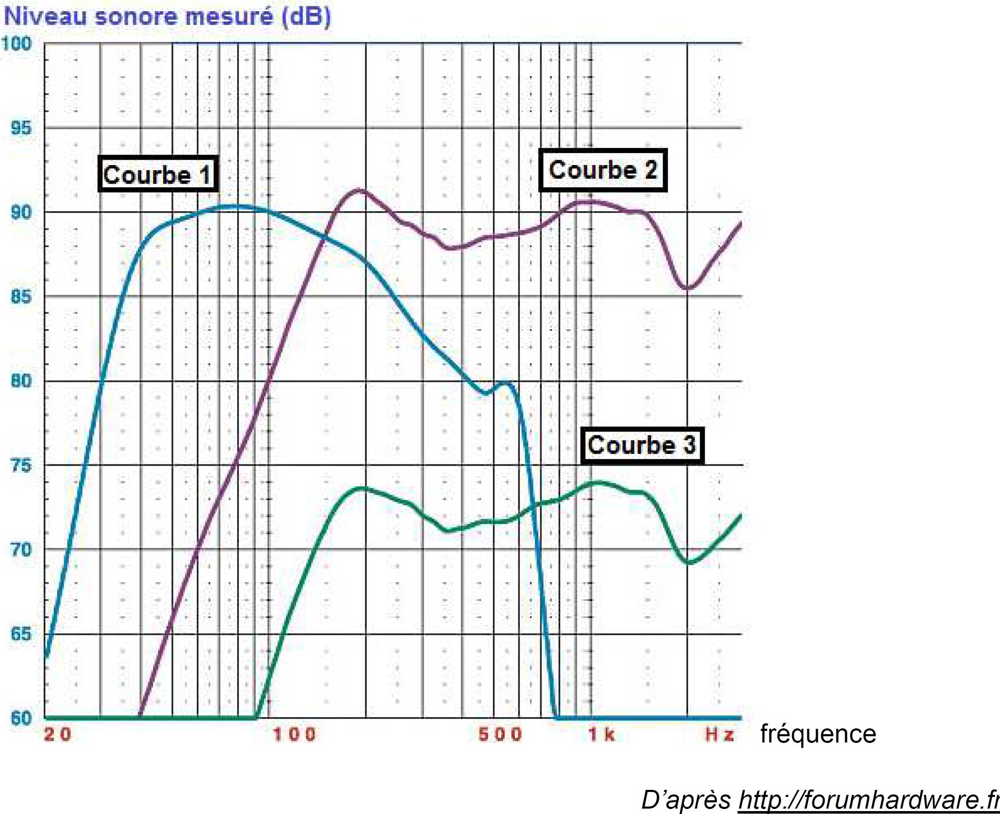 Niveau sonore mesuré (dB)
100
95
Courbe 1
Courbe 2
90
85
80
Courbe 3
75
70
65
60
20 100 500 1k Hz fréquence
D'après http://forumhardware.fr